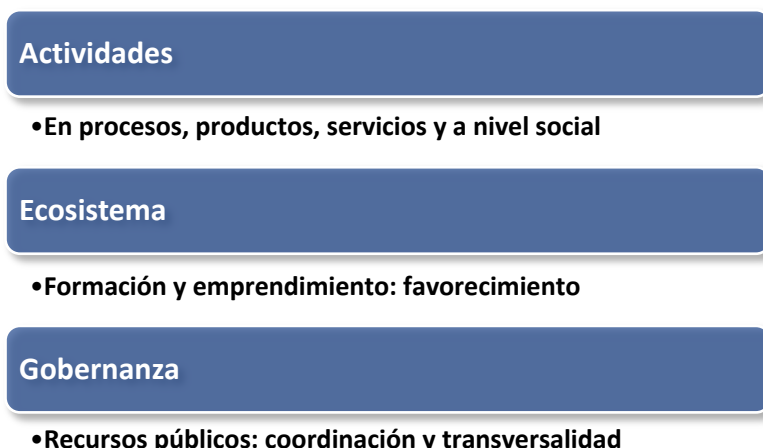 Actividades
•En procesos, productos, servicios y a nivel social
Ecosistema
•Formación y emprendimiento: favorecimiento
Gobernanza
•Recursos públicos: coordinación y transversalidad